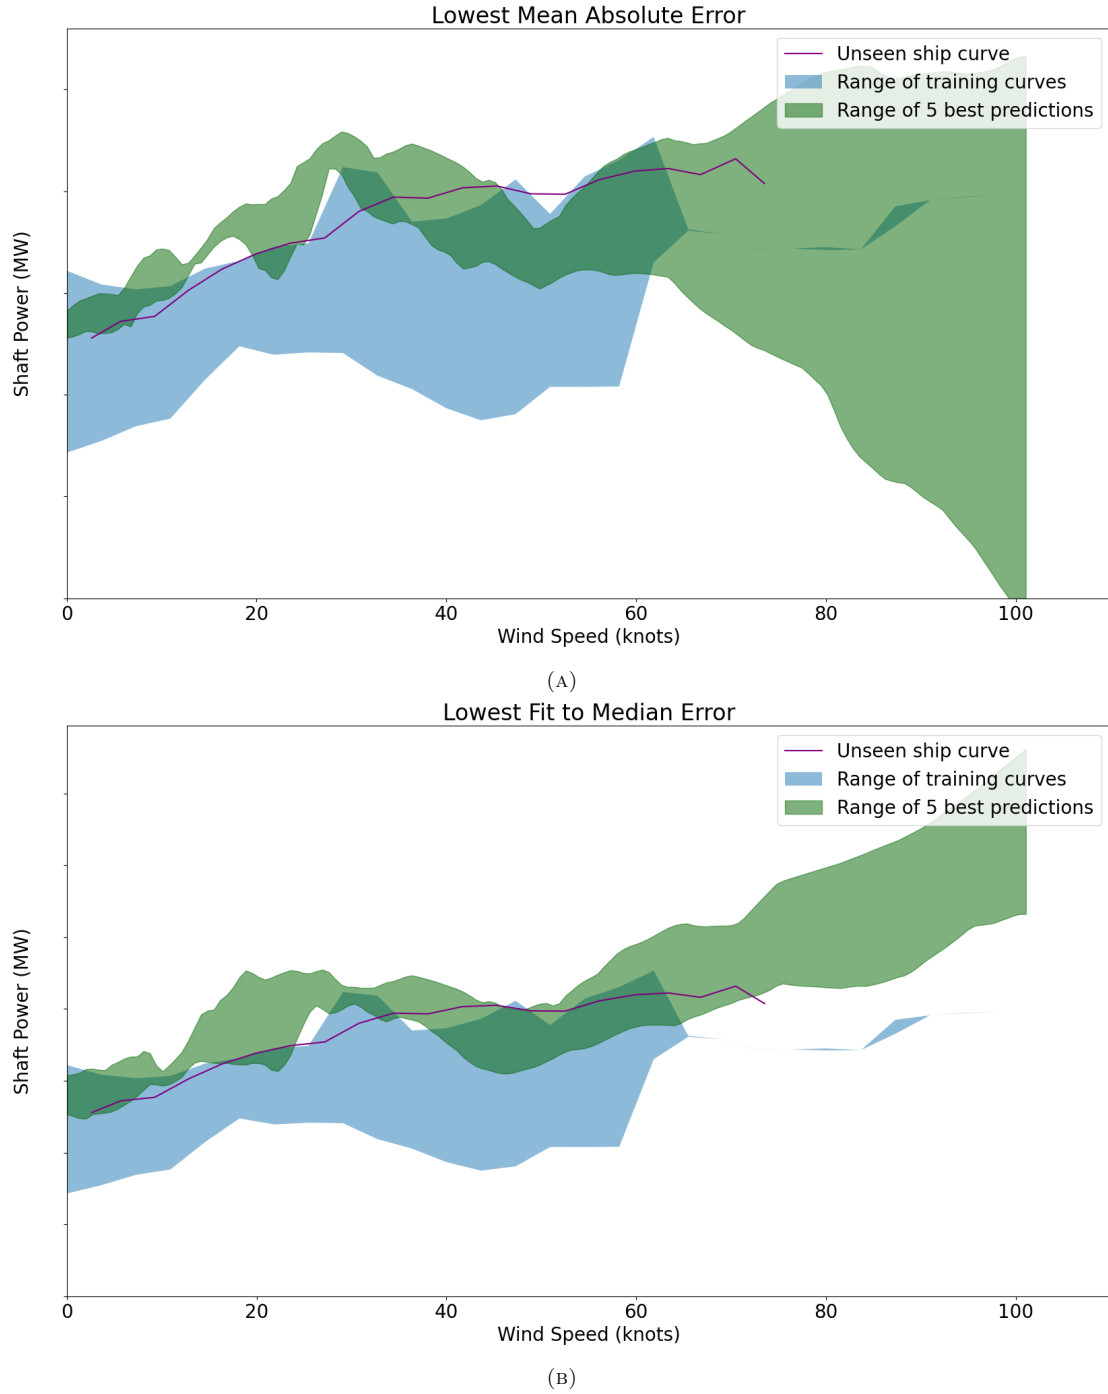 Lowest Mean Absolute Error
Unseen ship curve
Range of training curves
Range of 5 best predictions
Shaft Power (MW)
0 20 40 60 80 100
Wind Speed (knots)
(A)
Lowest Fit to Median Error
Unseen ship curve
Range of training curves
Range of 5 best predictions
Shaft Power (MW)
0 20 40 60 80 100
Wind Speed (knots)
(B)